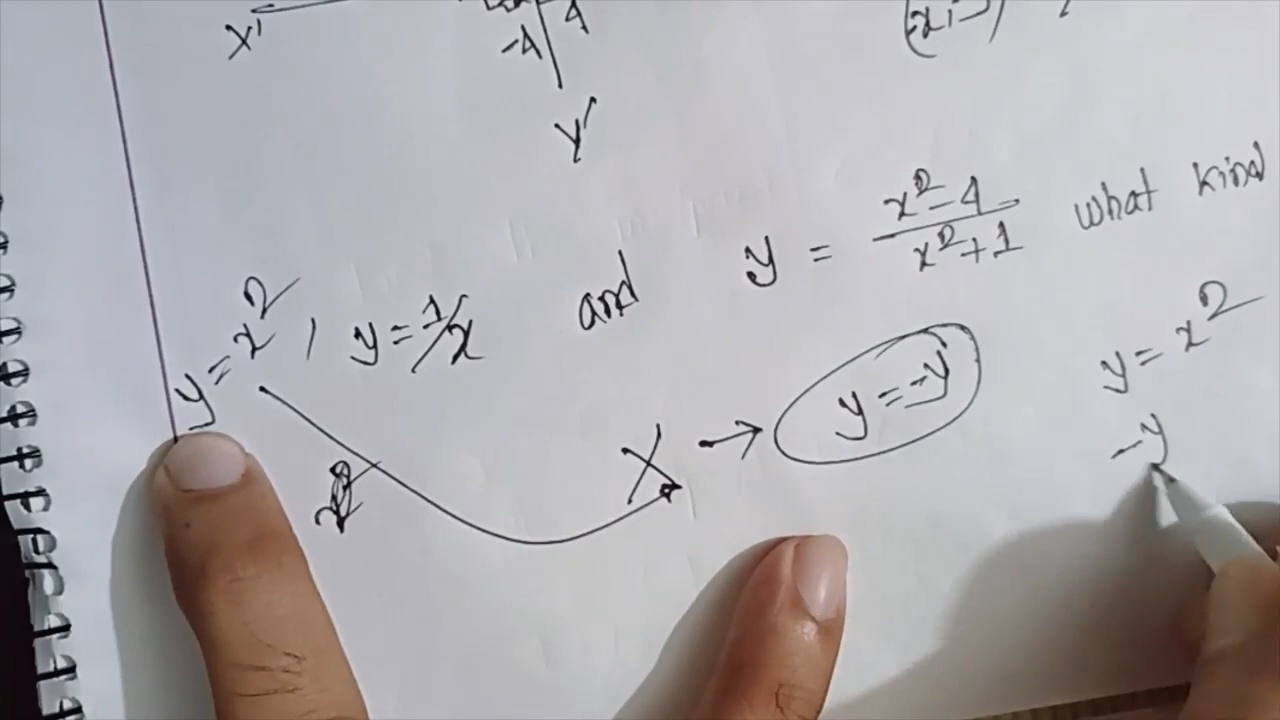 X'
-4
4
Y'
(-x,
y = x², y = 1/x and y = x²-4/x²+1 what kind
X → y = -y
y = x²
-y